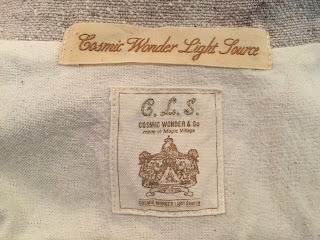 Cosmic Wonder Light Source
C. L. S.
COSMIC WONDER & Co
made in Magic Village
COSMIC WONDER Light Source